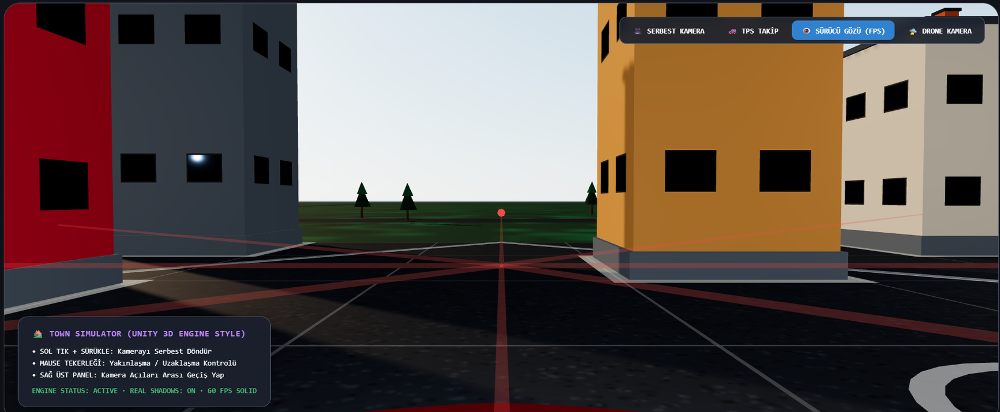 SERBEST KAMERA
TPS TAKİP
SÜRÜCÜ GÖZÜ (FPS)
DRONE KAMERA
TOWN SIMULATOR (UNITY 3D ENGINE STYLE)
• SOL TIK + SÜRÜKLE: Kamerayı Serbest Döndür
• MAUSE TEKERLEĞİ: Yakınlaşma / Uzaklaşma Kontrolü
• SAĞ ÜST PANEL: Kamera Açıları Arası Geçiş Yap
ENGINE STATUS: ACTIVE · REAL SHADOWS: ON · 60 FPS SOLID